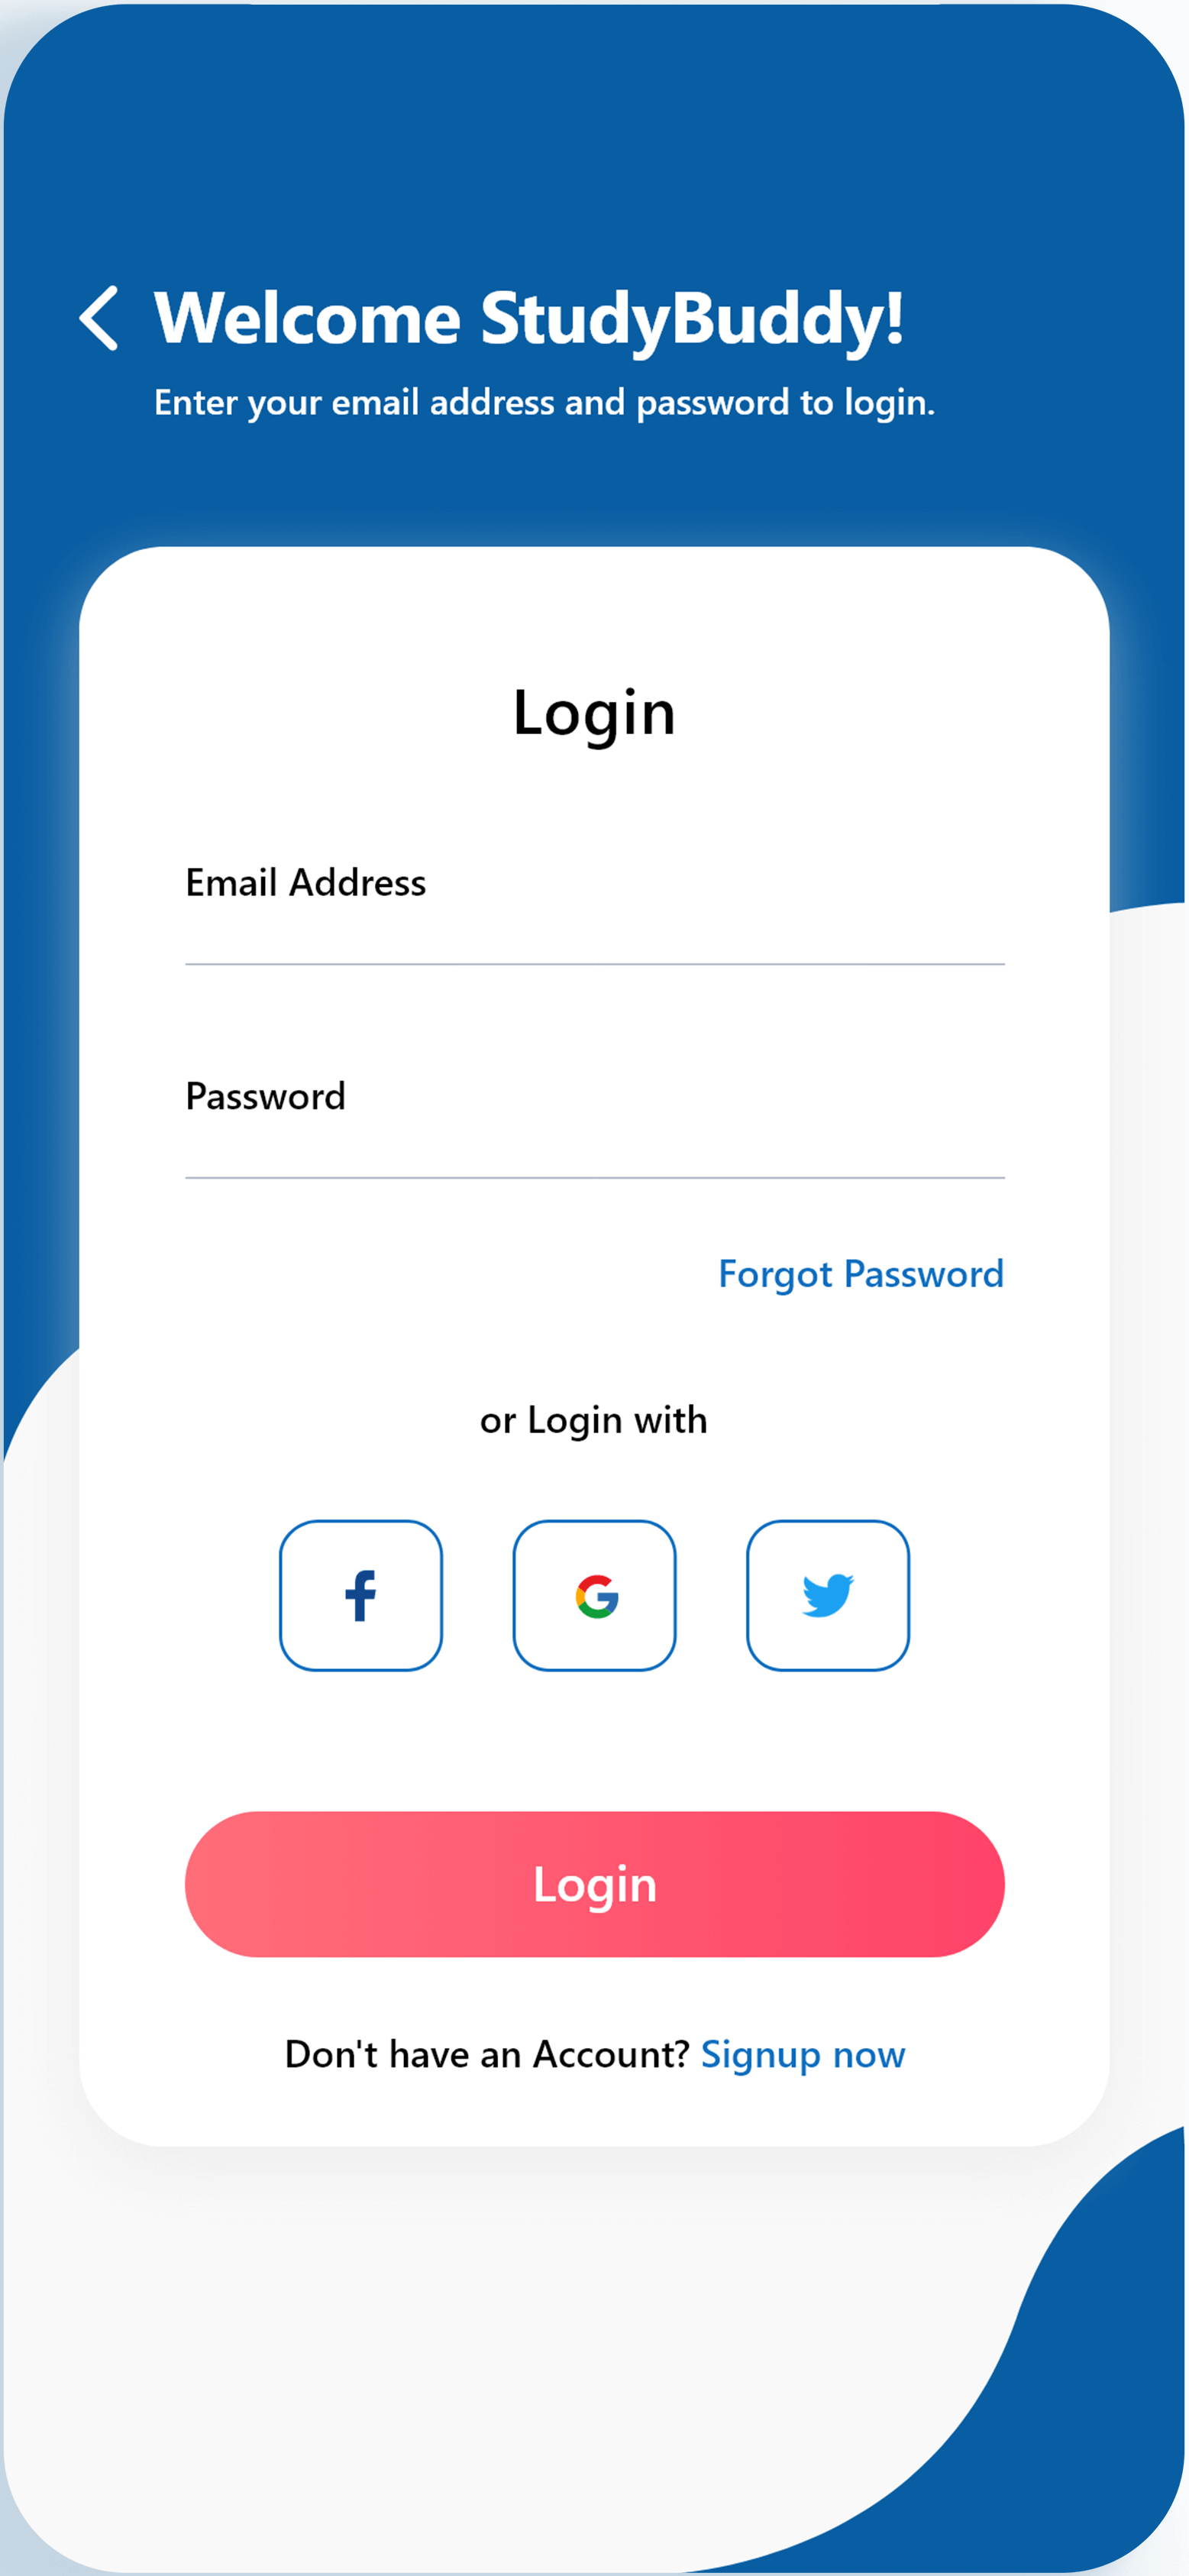 Welcome StudyBuddy!
Enter your email address and password to login.
Login
Email Address
Password
Forgot Password
or Login with
Login
Don't have an Account? Signup now